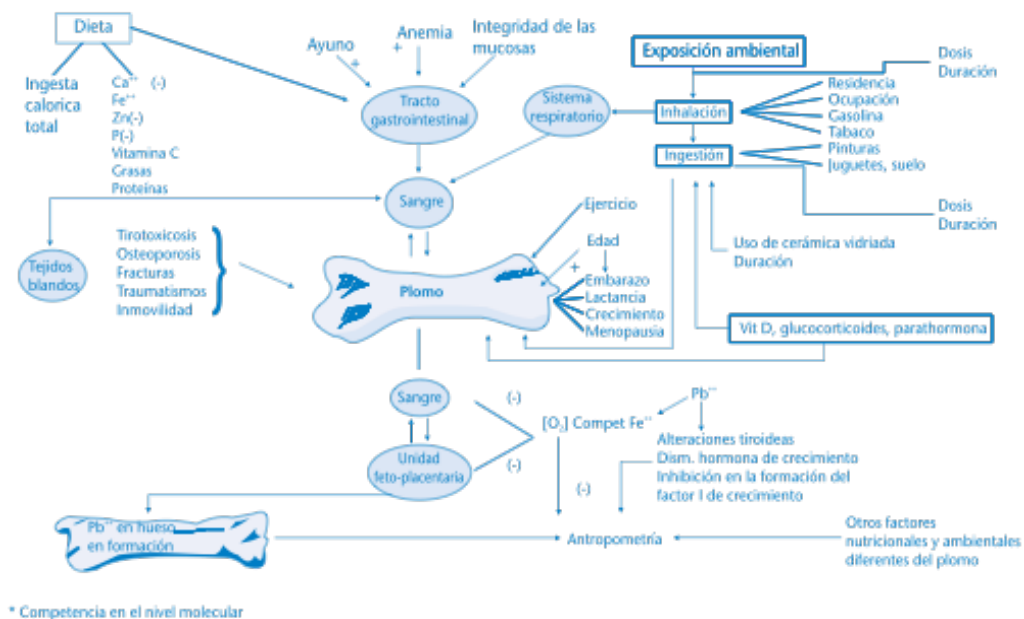 Dieta
Ingesta
calorica
total
Ca++ (-)
Fe++
Zn(-)
P(-)
Vitamina C
Grasas
Proteínas
Ayuno
+
Anemia
+
Integridad de las
mucosas
Tracto
gastrointestinal
Sistema
respiratorio
Exposición ambiental
Inhalación
Ingestión
Dosis
Duración
Residencia
Ocupación
Gasolina
Tabaco
Pinturas
Juguetes, suelo
Dosis
Duración
Uso de cerámica vidriada
Duración
Sangre
Tejidos
blandos
Tirotoxicosis
Osteoporosis
Fracturas
Traumatismos
Inmovilidad
Plomo
Ejercicio
Edad
+
Embarazo
Lactancia
Crecimiento
Menopausia
Vit D, glucocorticoides, parathormona
Sangre
Unidad
feto-placentaria
(-)
(-)
[O2] Compet Fe++
(-)
Pb++
Alteraciones tiroideas
Dism. hormona de crecimiento
Inhibición en la formación del
factor I de crecimiento
Pb++ en hueso
en formación
Antropometría
Otros factores
nutricionales y ambientales
diferentes del plomo
* Competencia en el nivel molecular